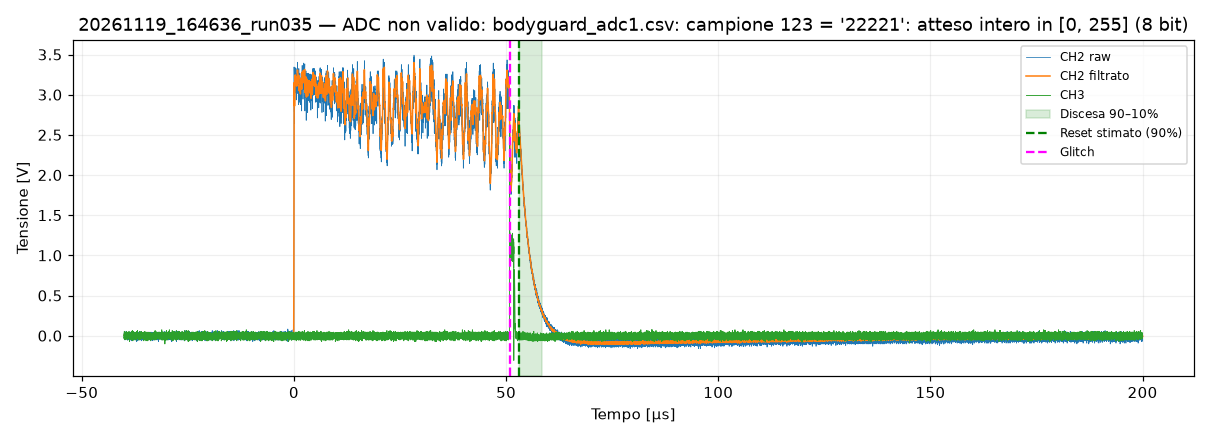 20261119_164636_run035 — ADC non valido: bodyguard_adc1.csv: campione 123 = '22221': atteso intero in [0, 255] (8 bit)
3.5
3.0
2.5
2.0
1.5
1.0
0.5
0.0
Tensione [V]
CH2 raw
CH2 filtrato
CH3
Discesa 90–10%
Reset stimato (90%)
Glitch
−50
0
50
100
150
200
Tempo [µs]